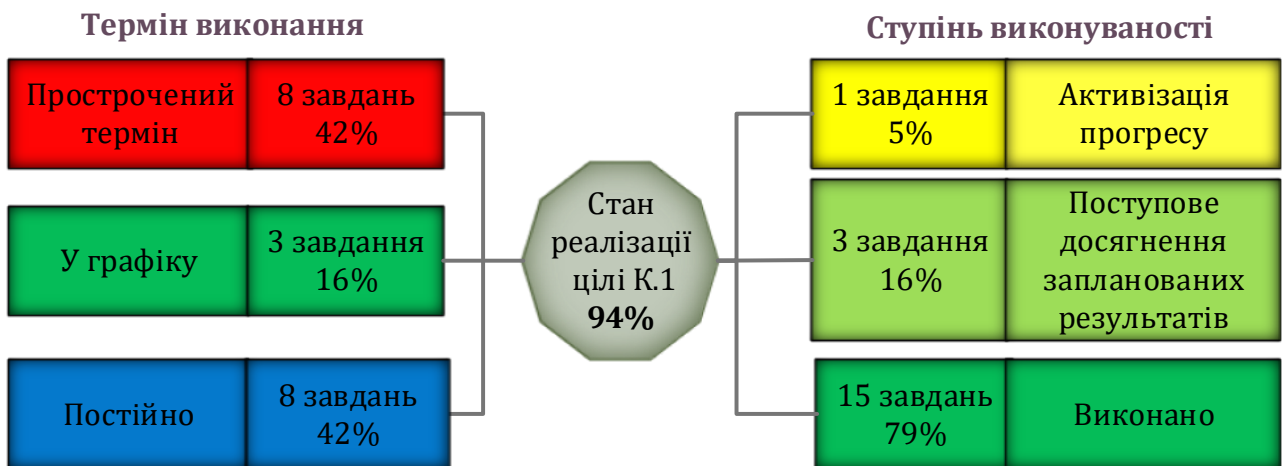 Термін виконання
Прострочений
термін
8 завдань
42%
У графіку
3 завдання
16%
Постійно
8 завдань
42%
Стан
реалізації
цілі К.1
94%
Ступінь виконуваності
1 завдання
5%
Активізація
прогресу
3 завдання
16%
Поступове
досягнення
запланованих
результатів
15 завдань
79%
Виконано